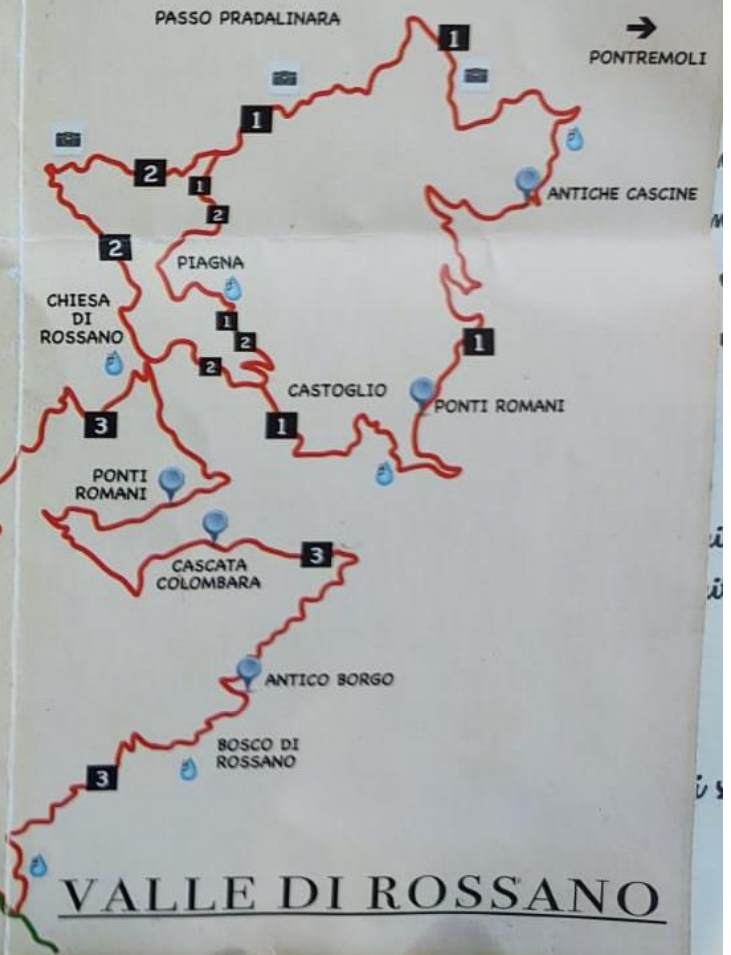 PASSO PRADALINARA
1
➔
PONTREMOLI
1
2
1
2
ANTICHE CASCINE
2
PIAGNA
CHIESA
DI
ROSSANO
1
2
1
2
CASTOGLIO
PONTI ROMANI
3
1
PONTI
ROMANI
3
CASCATA
COLOMBARA
ANTICO BORGO
BOSCO DI
ROSSANO
3
VALLE DI ROSSANO